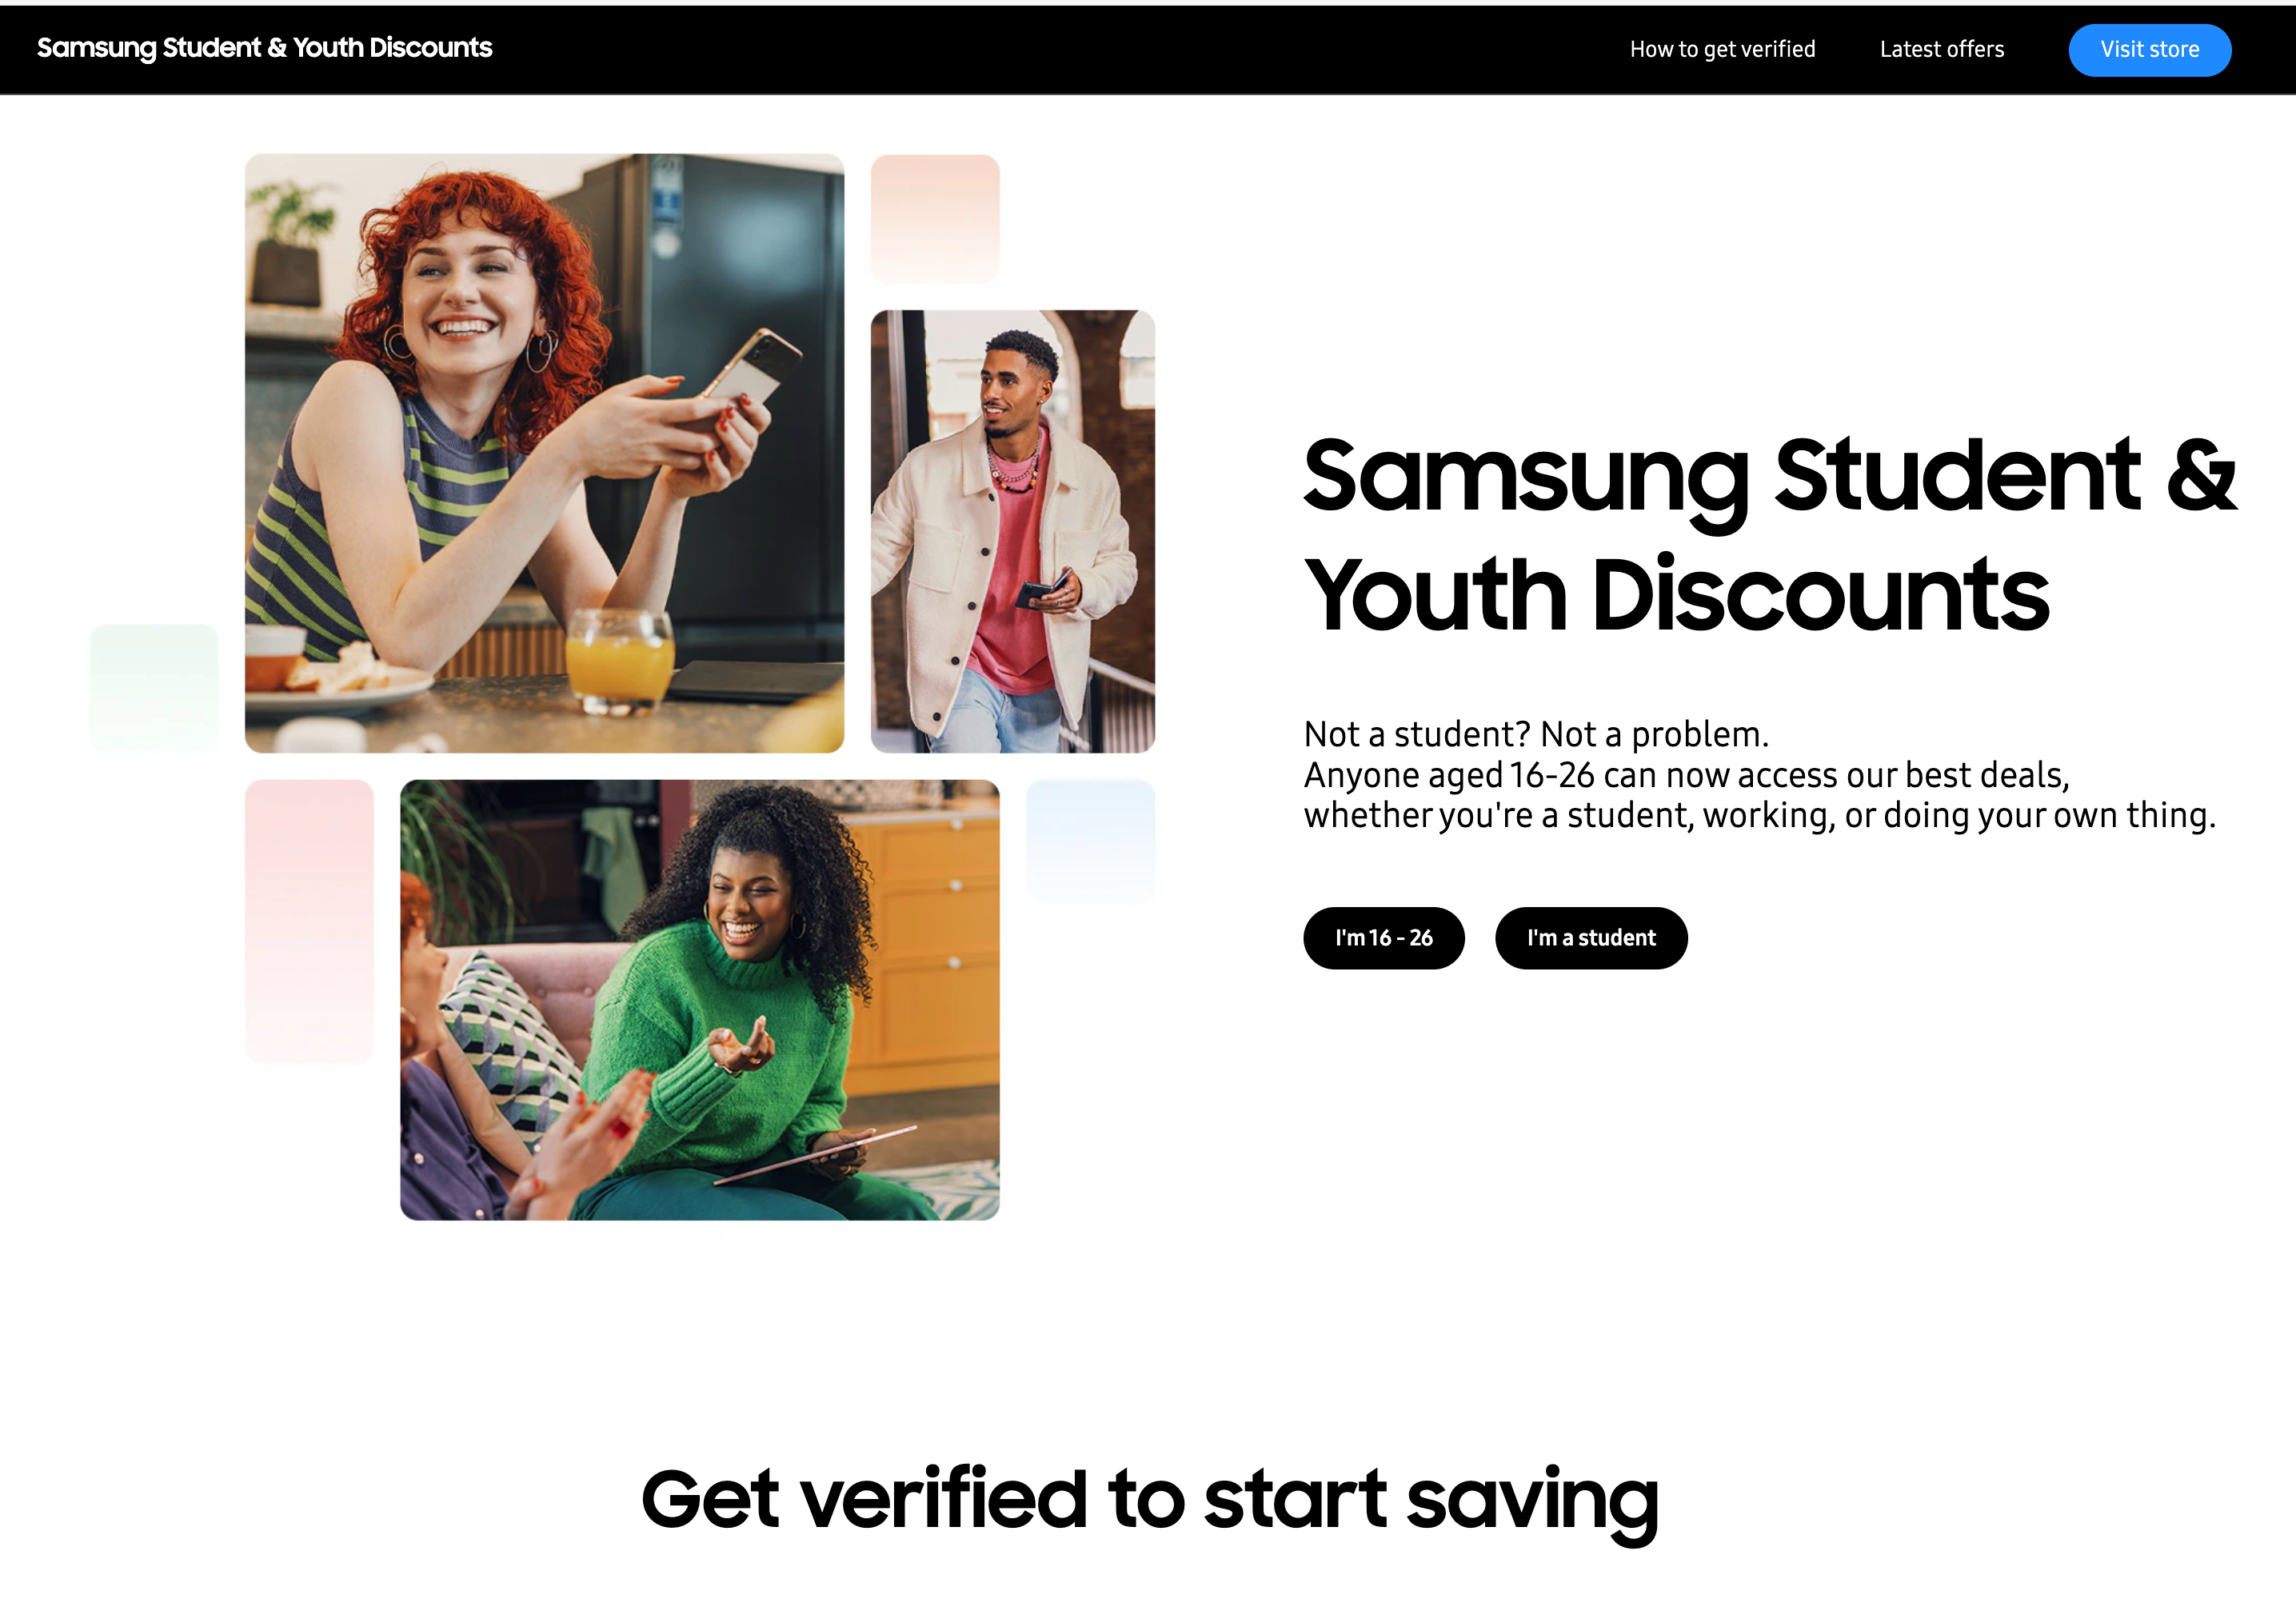 Samsung Student & Youth Discounts
How to get verified
Latest offers
Visit store
Samsung Student &
Youth Discounts
Not a student? Not a problem.
Anyone aged 16-26 can now access our best deals,
whether you're a student, working, or doing your own thing.
I'm 16 - 26
I'm a student
Get verified to start saving